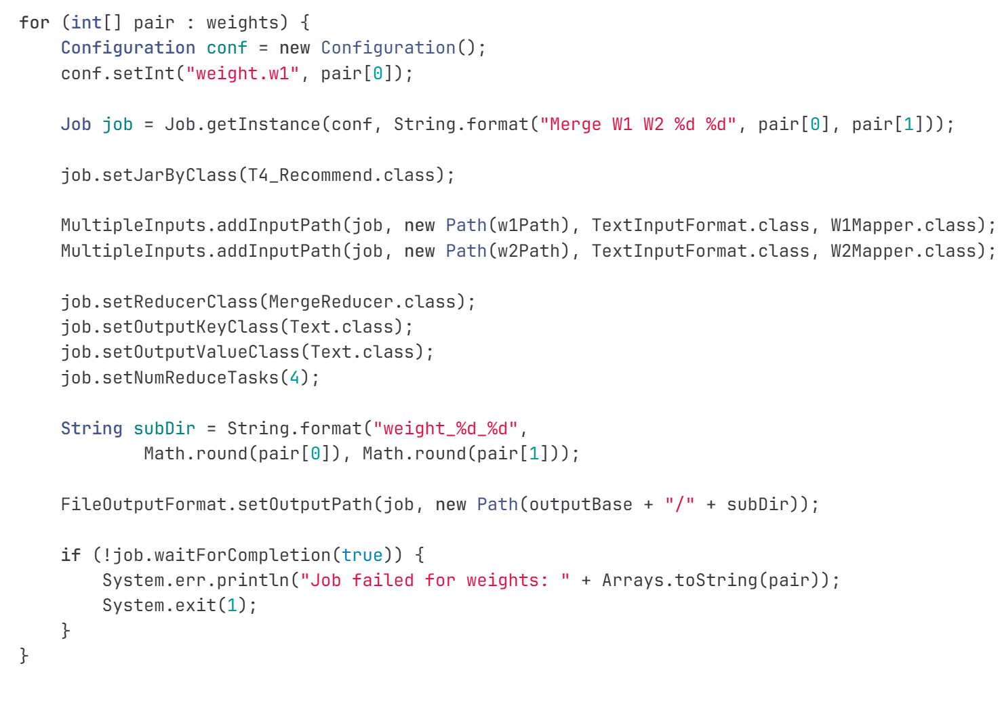 for (int[] pair : weights) {
    Configuration conf = new Configuration();
    conf.setInt("weight.w1", pair[0]);

    Job job = Job.getInstance(conf, String.format("Merge W1 W2 %d %d", pair[0], pair[1]));

    job.setJarByClass(T4_Recommend.class);

    MultipleInputs.addInputPath(job, new Path(w1Path), TextInputFormat.class, W1Mapper.class);
    MultipleInputs.addInputPath(job, new Path(w2Path), TextInputFormat.class, W2Mapper.class);

    job.setReducerClass(MergeReducer.class);
    job.setOutputKeyClass(Text.class);
    job.setOutputValueClass(Text.class);
    job.setNumReduceTasks(4);

    String subDir = String.format("weight_%d_%d",
            Math.round(pair[0]), Math.round(pair[1]));

    FileOutputFormat.setOutputPath(job, new Path(outputBase + "/" + subDir));

    if (!job.waitForCompletion(true)) {
        System.err.println("Job failed for weights: " + Arrays.toString(pair));
        System.exit(1);
    }
}